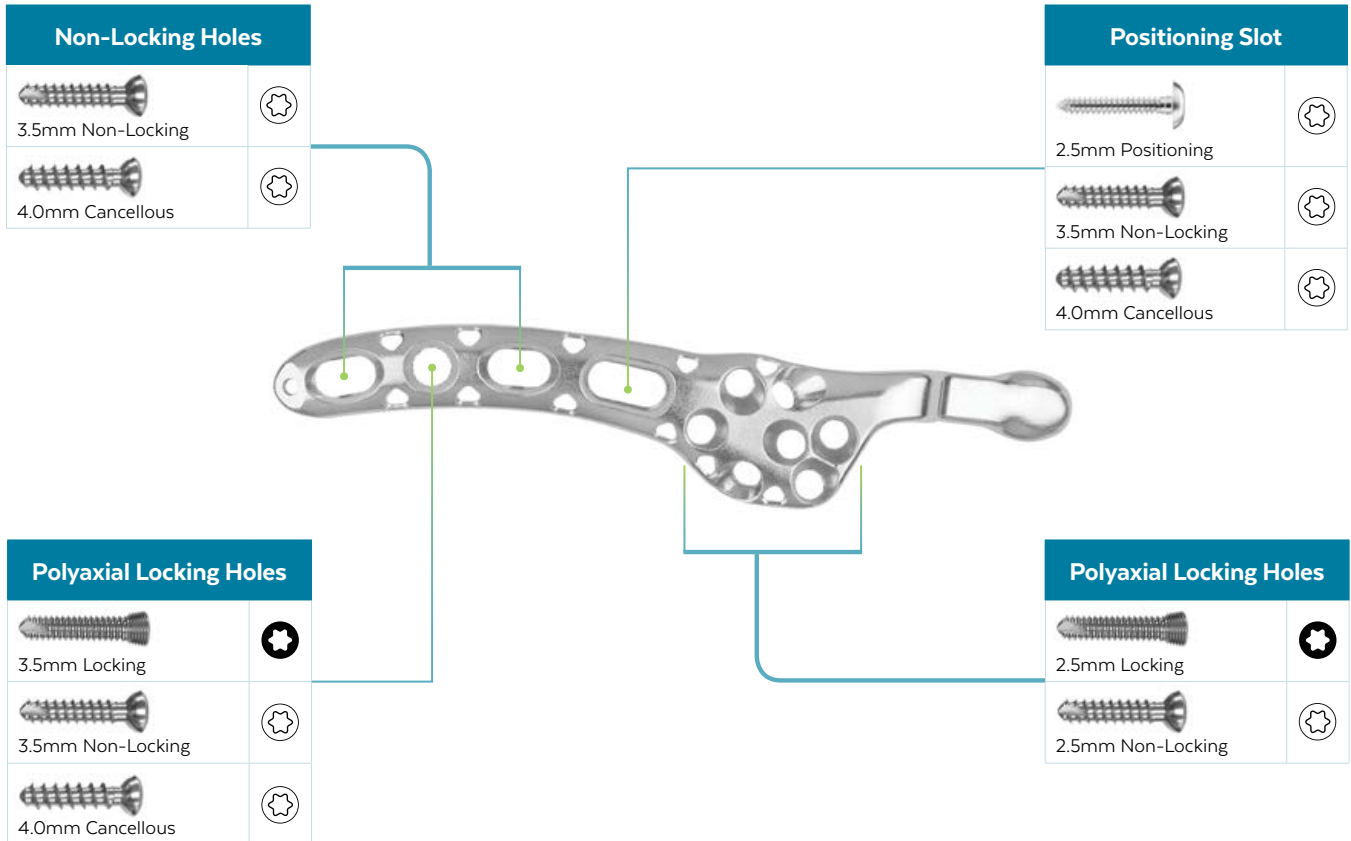 Non-Locking Holes
3.5mm Non-Locking
4.0mm Cancellous
Positioning Slot
2.5mm Positioning
3.5mm Non-Locking
4.0mm Cancellous
Polyaxial Locking Holes
3.5mm Locking
3.5mm Non-Locking
4.0mm Cancellous
Polyaxial Locking Holes
2.5mm Locking
2.5mm Non-Locking